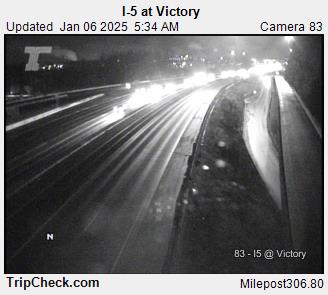 I-5 at Victory
Updated Jan 06 2025 5:34 AM Camera 83
T
N
83 - I5 @ Victory
TripCheck.com Milepost306.80